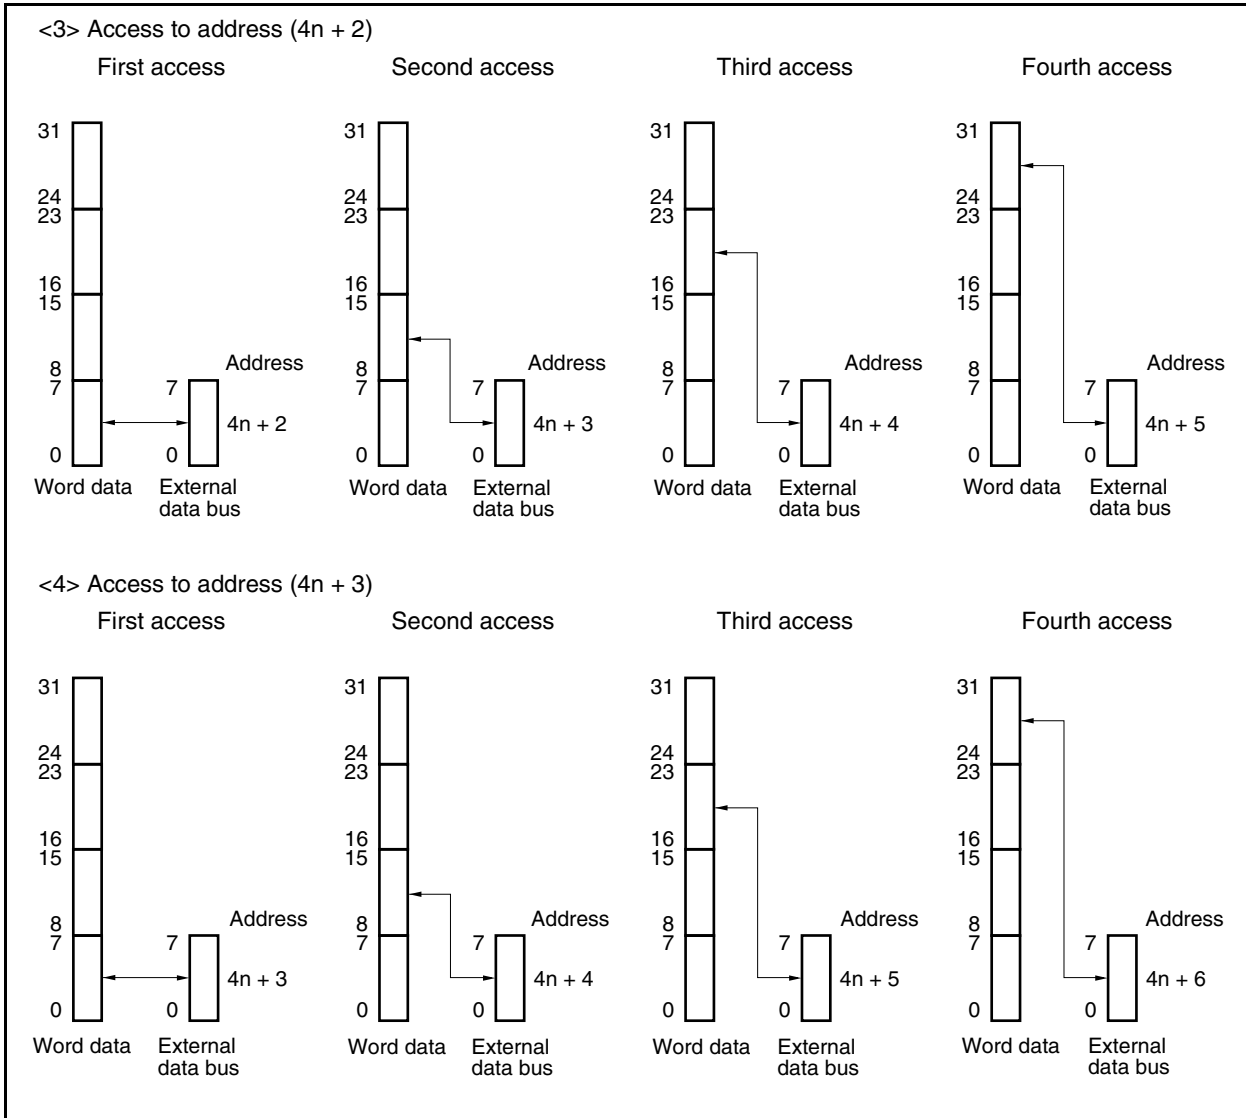 <3> Access to address (4n + 2)
First access
Second access
Third access
Fourth access
31
24
23
16
15
8
7
0
7
0
Address
4n + 2
Word data
External
data bus
31
24
23
16
15
8
7
0
7
0
Address
4n + 3
Word data
External
data bus
31
24
23
16
15
8
7
0
7
0
Address
4n + 4
Word data
External
data bus
31
24
23
16
15
8
7
0
7
0
Address
4n + 5
Word data
External
data bus
<4> Access to address (4n + 3)
First access
Second access
Third access
Fourth access
31
24
23
16
15
8
7
0
7
0
Address
4n + 3
Word data
External
data bus
31
24
23
16
15
8
7
0
7
0
Address
4n + 4
Word data
External
data bus
31
24
23
16
15
8
7
0
7
0
Address
4n + 5
Word data
External
data bus
31
24
23
16
15
8
7
0
7
0
Address
4n + 6
Word data
External
data bus